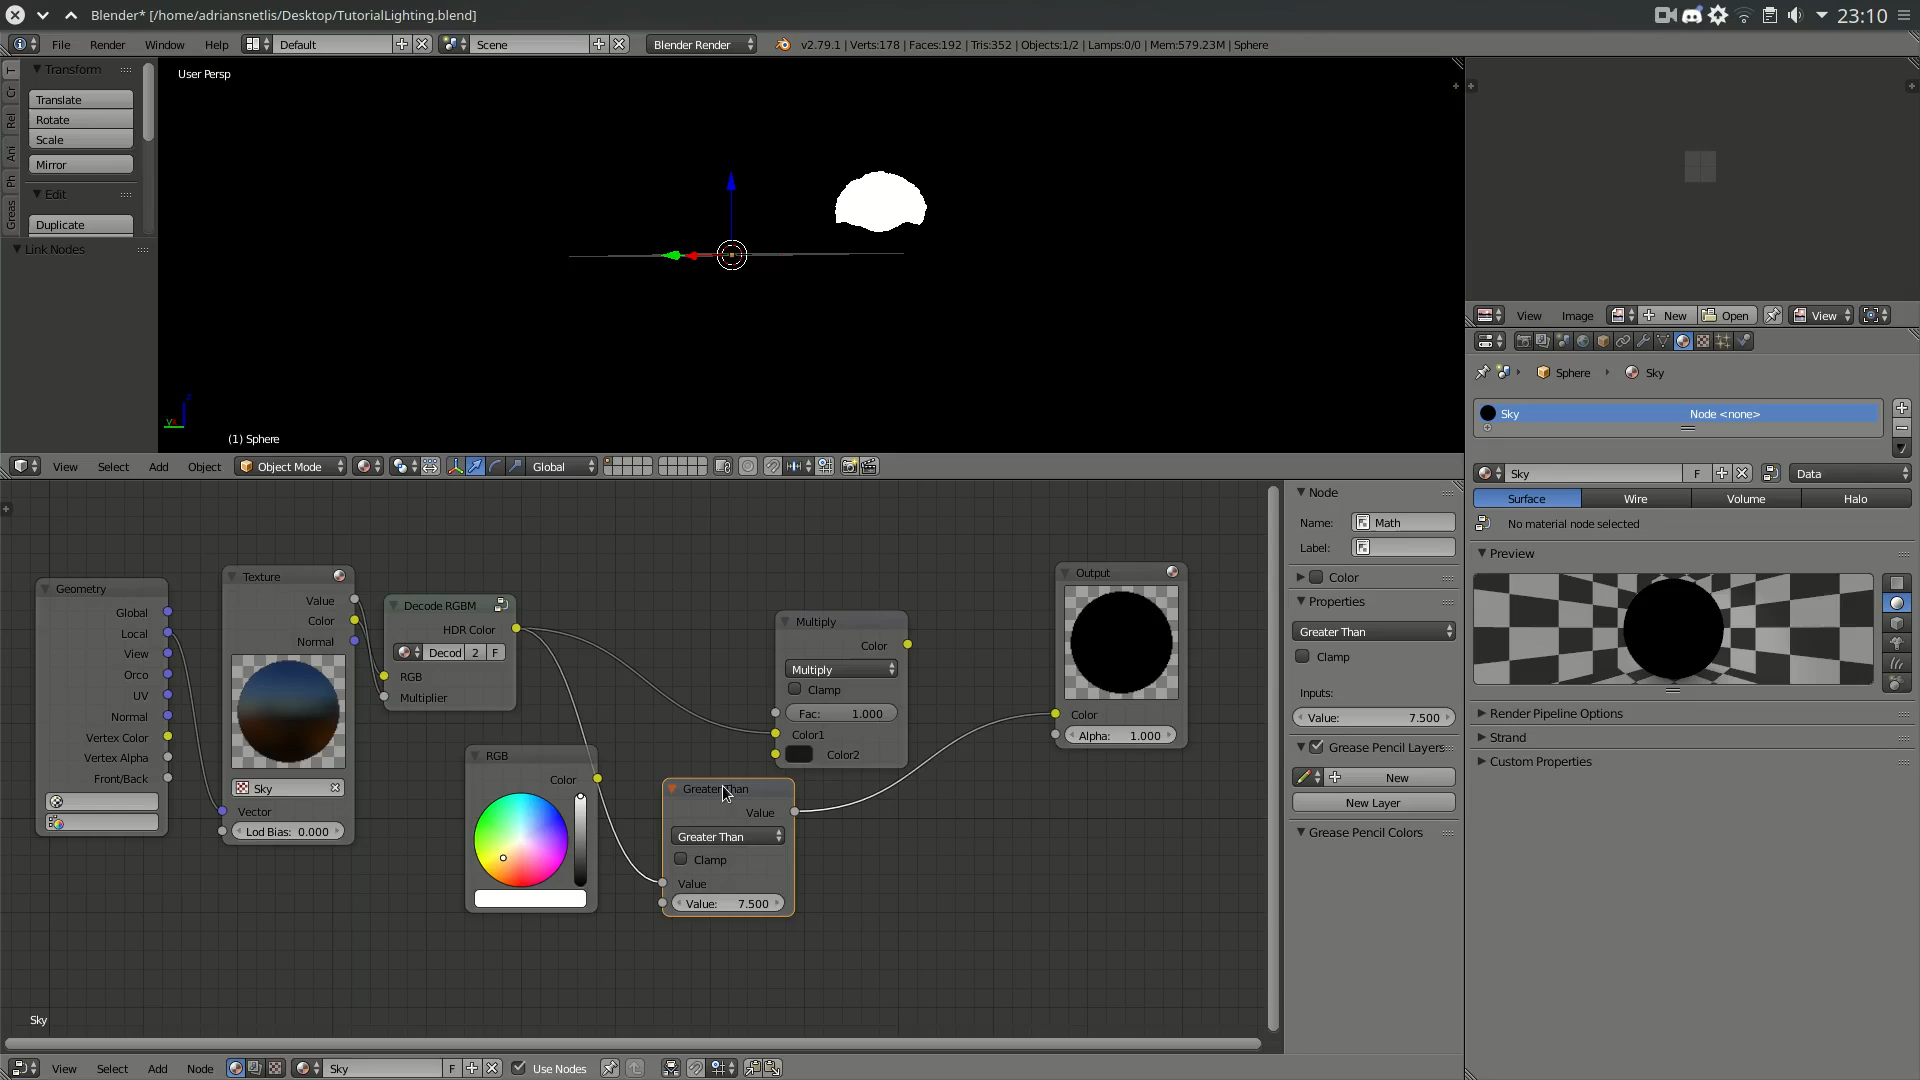 Blender* [/home/adriansnetlis/Desktop/TutorialLighting.blend]
23:10
File Render Window Help Default Scene Blender Render v2.79.1 | Verts:178 | Faces:192 | Tris:352 | Objects:1/2 | Lamps:0/0 | Mem:579.23M | Sphere
T
Cr
Rel
Ani
Ph
Greas
Transform
Translate
Rotate
Scale
Mirror
Edit
Duplicate
Link Nodes
User Persp
(1) Sphere
View Select Add Object Object Mode Global
View Image New Open View
Sphere Sky
Sky Node <none>
Sky F Data
Surface Wire Volume Halo
No material node selected
Preview
Render Pipeline Options
Strand
Custom Properties
Geometry
Global
Local
View
Orco
UV
Normal
Vertex Color
Vertex Alpha
Front/Back
Texture
Value
Color
Normal
Sky
Vector
Lod Bias: 0.000
Decode RGBM
HDR Color
Decod 2 F
RGB
Multiplier
RGB
Color
Greater Than
Value
Greater Than
Clamp
Value
Value: 7.500
Multiply
Color
Multiply
Clamp
Fac: 1.000
Color1
Color2
Output
Color
Alpha: 1.000
Node
Name: Math
Label:
Color
Properties
Greater Than
Clamp
Inputs:
Value: 7.500
Grease Pencil Layers
New
New Layer
Grease Pencil Colors
Sky
View Select Add Node Sky F Use Nodes